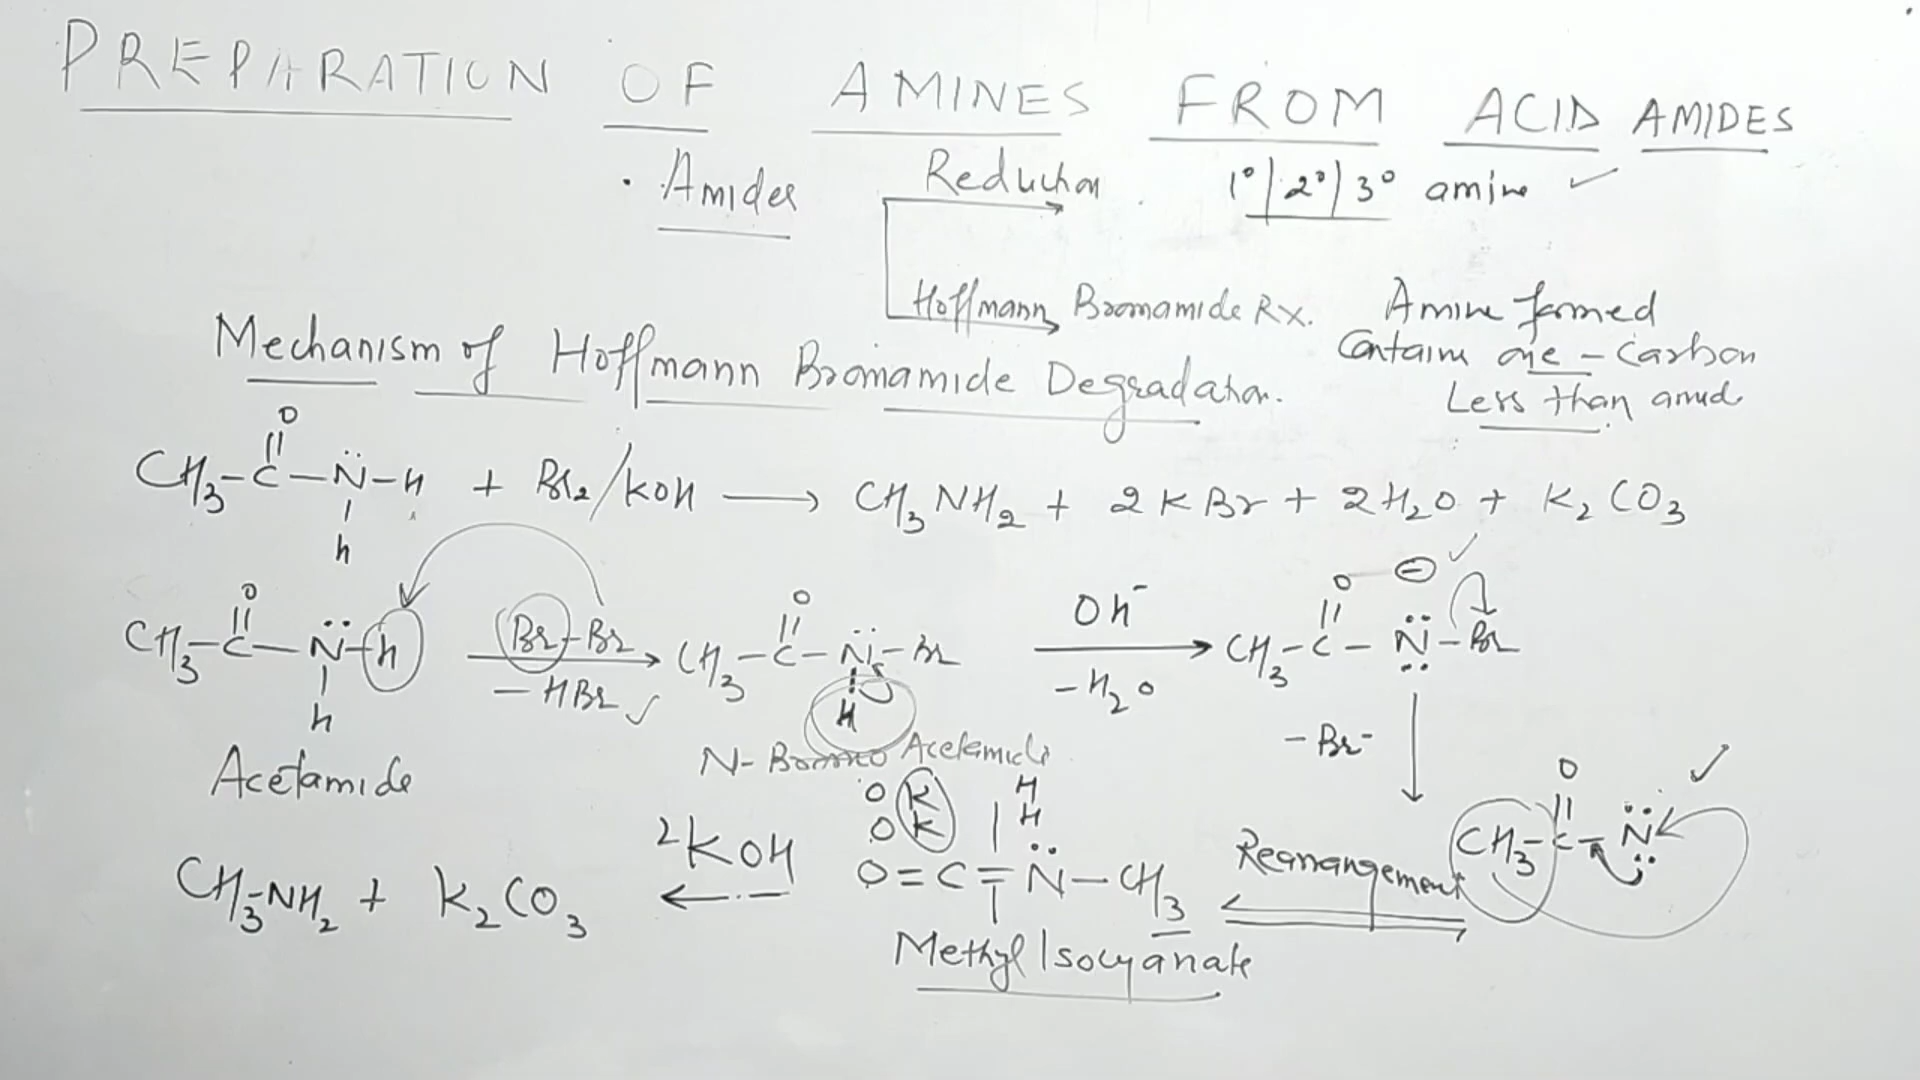 PREPARATION OF AMINES FROM ACID AMIDES
· Amides Reduction 1°/2°/3° amine ✓
Hoffmann Bromamide Rx. Amine formed
Contains one-Carbon
Less than amide
Mechanism of Hoffmann Bromamide Degradation.
O
CH₃-C-N̈-H + Br₂/KOH ⟶ CH₃NH₂ + 2KBr + 2H₂O + K₂CO₃
H
O O OH⁻ O ⊖ ✓
CH₃-C-N̈-H Br-Br CH₃-C-N̈-Br CH₃-C-N̈-Br
H -HBr ✓ H -H₂O
Acetamide N-Bromo Acetamide -Br⁻
O K H O ✓
O K H
CH₃-NH₂ + K₂CO₃ 2KOH O=C=N̈-CH₃ Rearrangement CH₃-C-N̈
Methyl Isocyanate